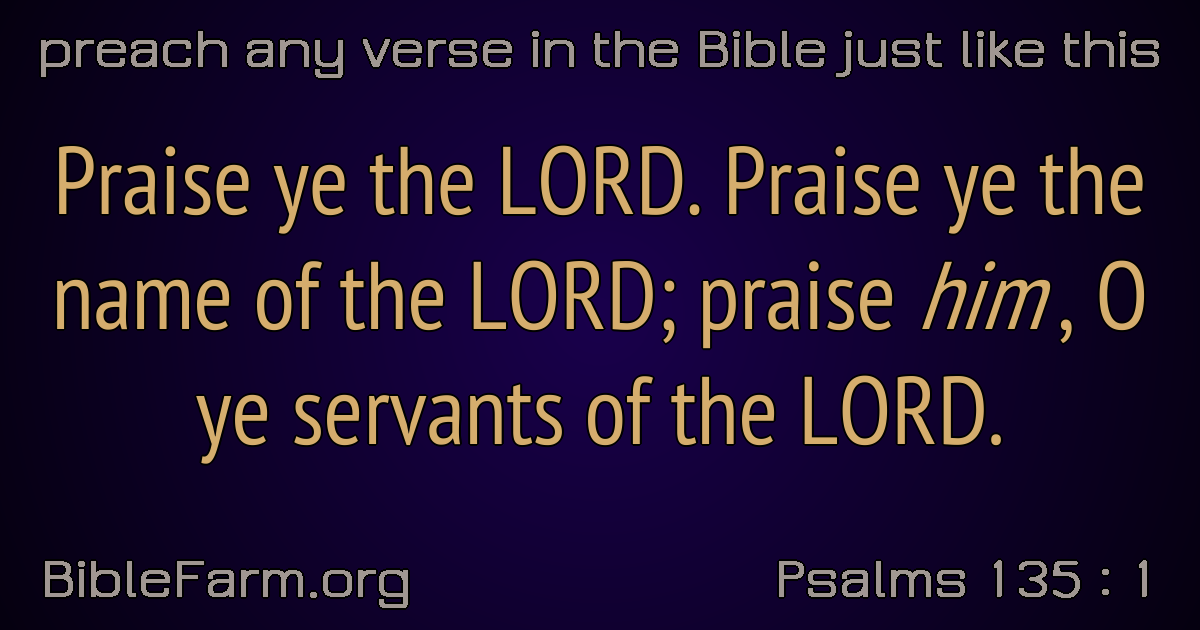 preach any verse in the Bible just like this
Praise ye the LORD. Praise ye the
name of the LORD; praise him, O
ye servants of the LORD.
BibleFarm.org
Psalms 135 : 1